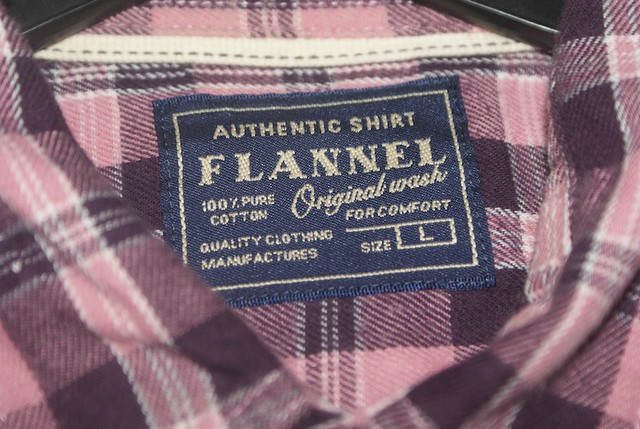 AUTHENTIC SHIRT
FLANNEL
Original wash
100% PURE
COTTON
FOR COMFORT
QUALITY CLOTHING
MANUFACTURES
SIZE L